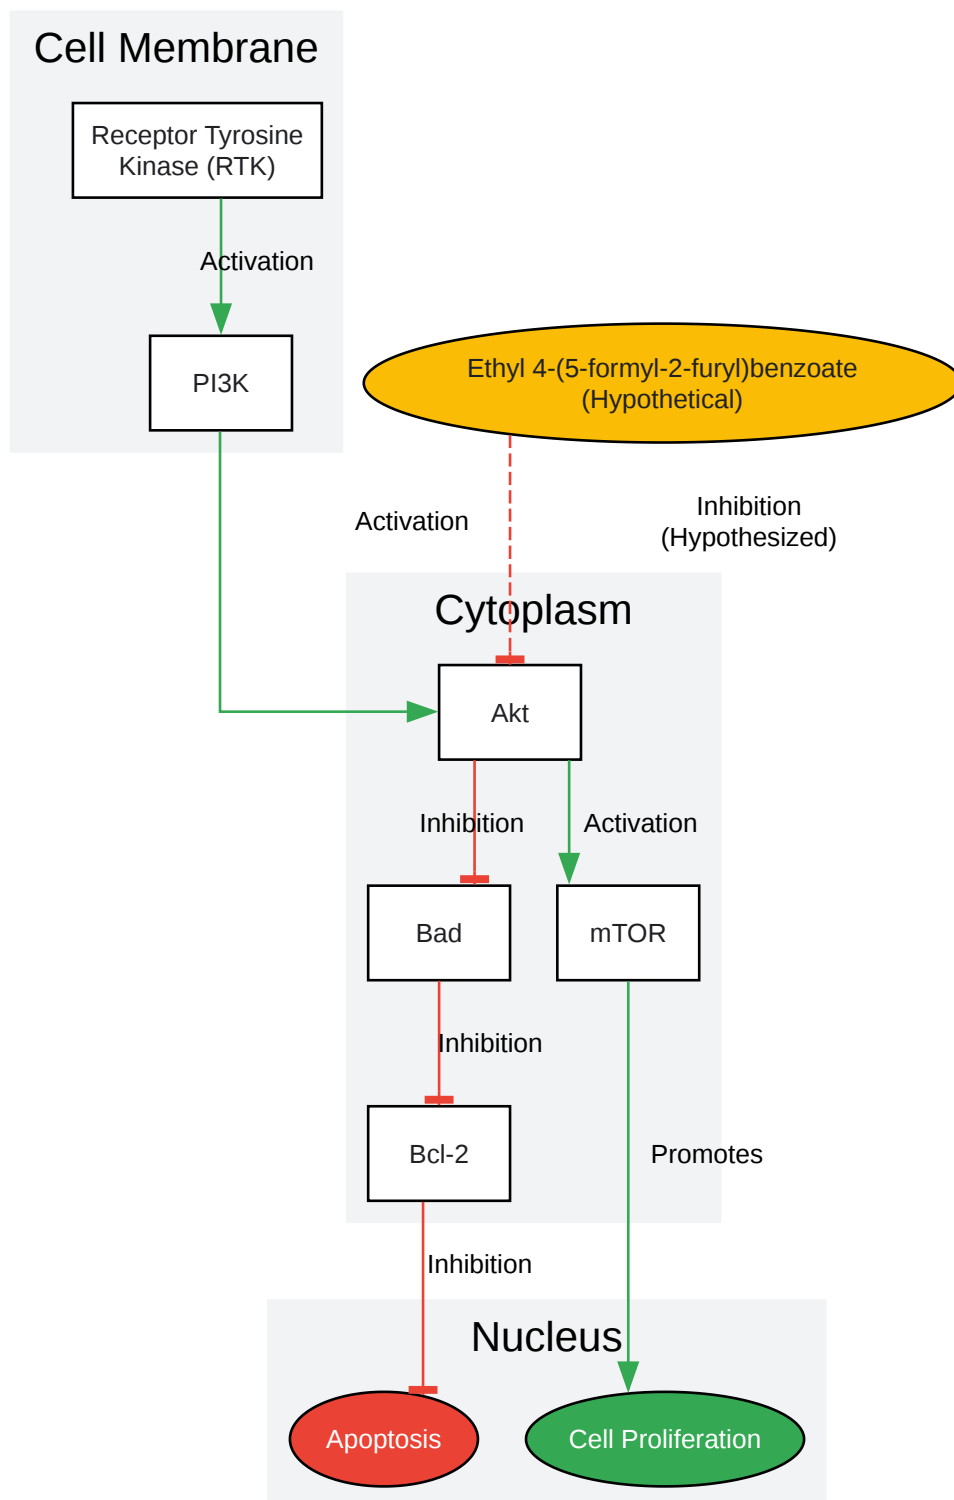 Cell Membrane
Receptor Tyrosine
Kinase (RTK)
Activation
PI3K
Ethyl 4-(5-formyl-2-furyl)benzoate
(Hypothetical)
Activation
Inhibition
(Hypothesized)
Cytoplasm
Akt
Inhibition
Activation
Bad
mTOR
Inhibition
Bcl-2
Promotes
Inhibition
Nucleus
Apoptosis
Cell Proliferation